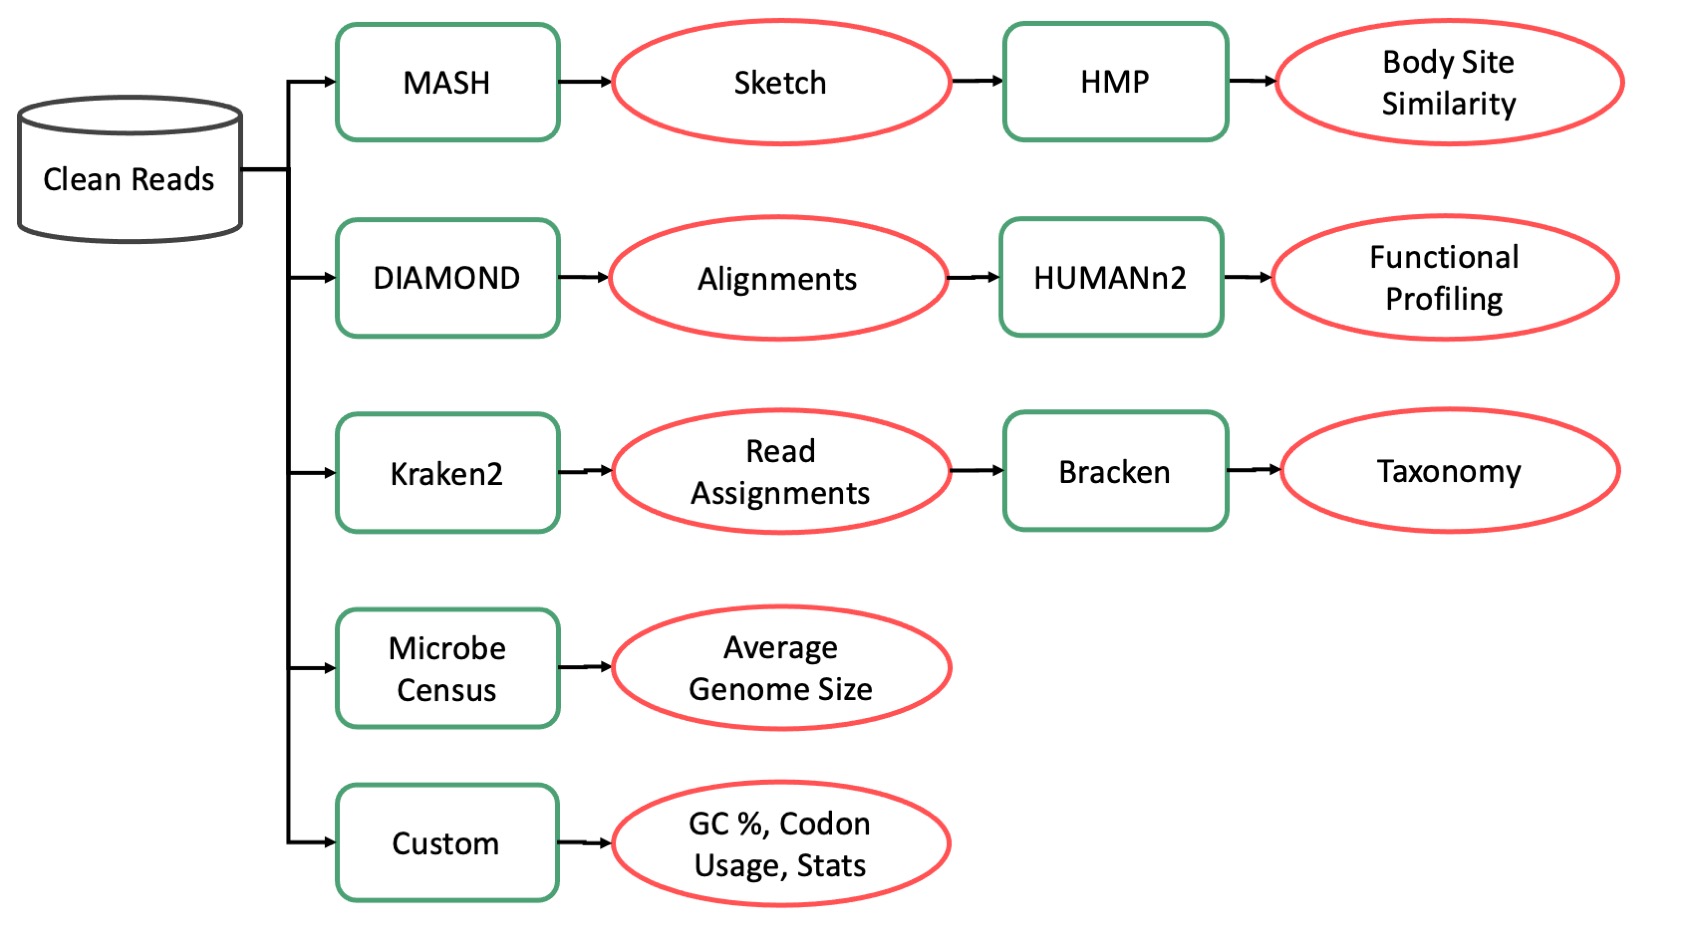 Clean Reads
MASH
Sketch
HMP
Body Site
Similarity
DIAMOND
Alignments
HUMANn2
Functional
Profiling
Kraken2
Read
Assignments
Bracken
Taxonomy
Microbe
Census
Average
Genome Size
Custom
GC %, Codon
Usage, Stats